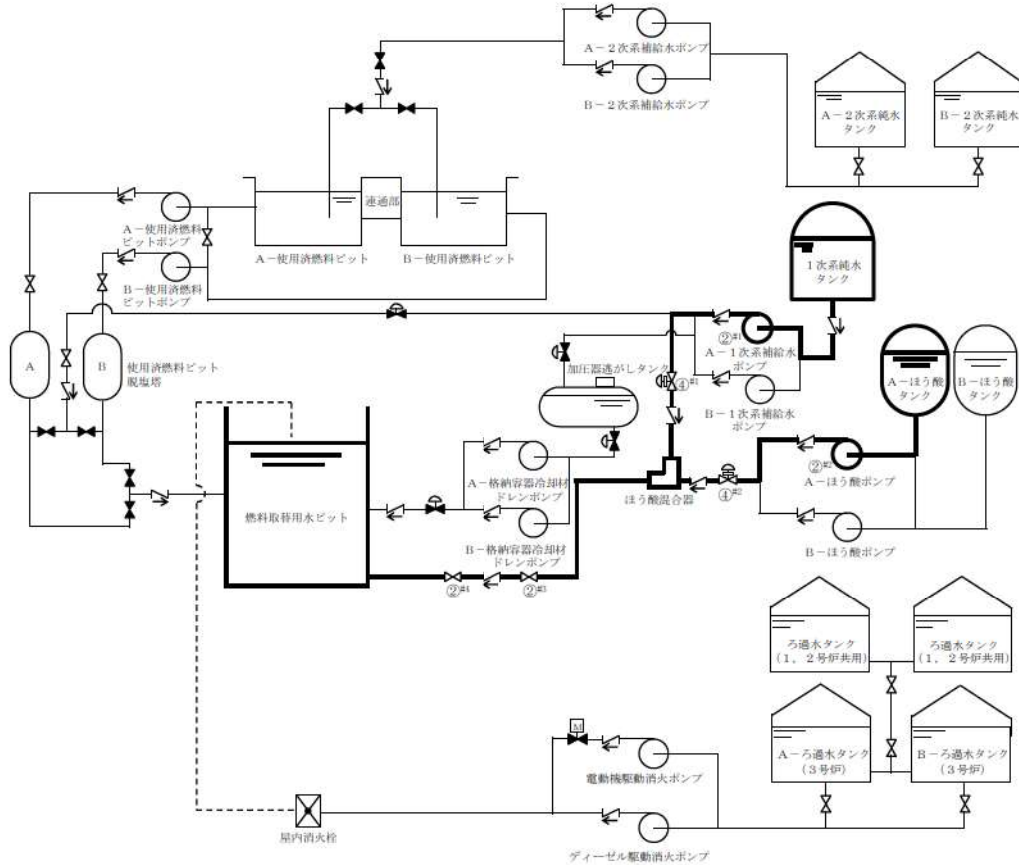 A－2次系補給水ポンプ
B－2次系補給水ポンプ
A－2次系純水
タンク
B－2次系純水
タンク
連通部
A－使用済燃料
ピットポンプ
A－使用済燃料ピット
B－使用済燃料ピット
B－使用済燃料
ピットポンプ
1次系純水
タンク
②#1
A－1次系補給水
ポンプ
A
B
使用済燃料ピット
脱塩塔
加圧器逃がしタンク
④#1
B－1次系補給水
ポンプ
A－ほう酸
タンク
B－ほう酸
タンク
②#2
A－ほう酸ポンプ
A－格納容器冷却材
ドレンポンプ
ほう酸混合器
④#2
燃料取替用水ピット
B－格納容器冷却材
ドレンポンプ
B－ほう酸ポンプ
②#4
②#3
ろ過水タンク
(1，2号炉共用)
ろ過水タンク
(1，2号炉共用)
M
電動機駆動消火ポンプ
A－ろ過水タンク
(3号炉)
B－ろ過水タンク
(3号炉)
屋内消火栓
ディーゼル駆動消火ポンプ